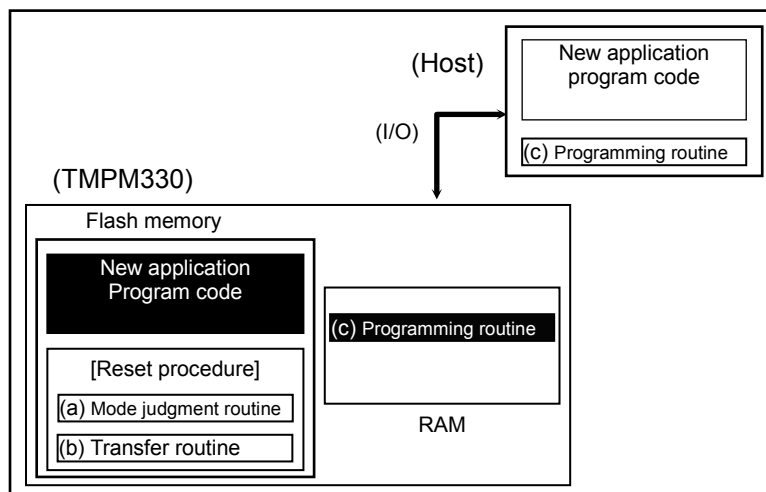 (Host)
New application
program code
(c) Programming routine
(I/O)
(TMPM330)
Flash memory
New application
Program code
[Reset procedure]
(a) Mode judgment routine
(b) Transfer routine
(c) Programming routine
RAM